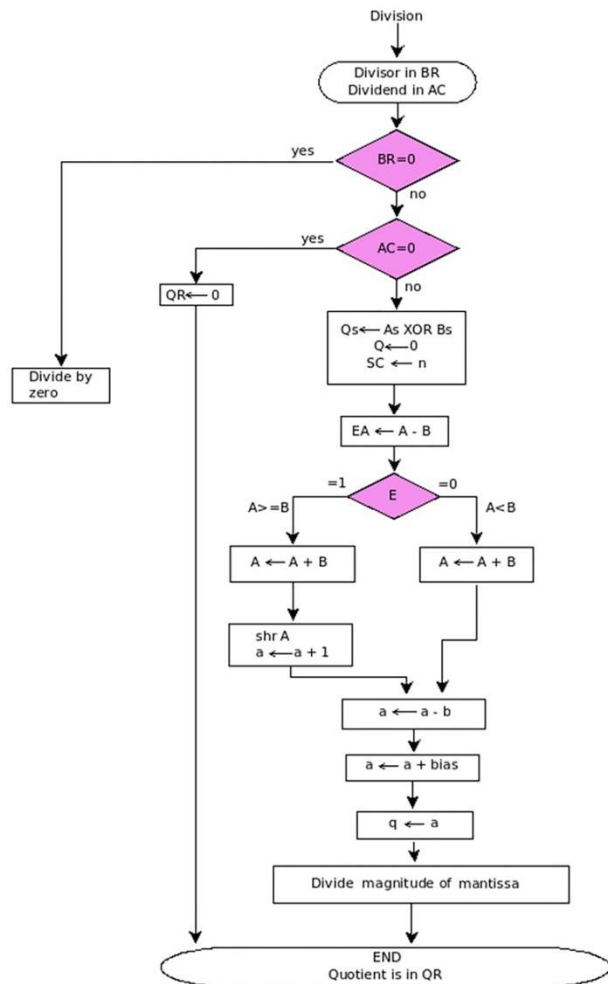 Division
Divisor in BR
Dividend in AC
BR=0
yes
no
AC=0
yes
no
QR← 0
Qs← As XOR Bs
Q←0
SC ← n
Divide by
zero
EA ← A - B
E
=1
=0
A>=B
A<B
A ← A + B
A ← A + B
shr A
a ←a + 1
a ← a - b
a ← a + bias
q ← a
Divide magnitude of mantissa
END
Quotient is in QR